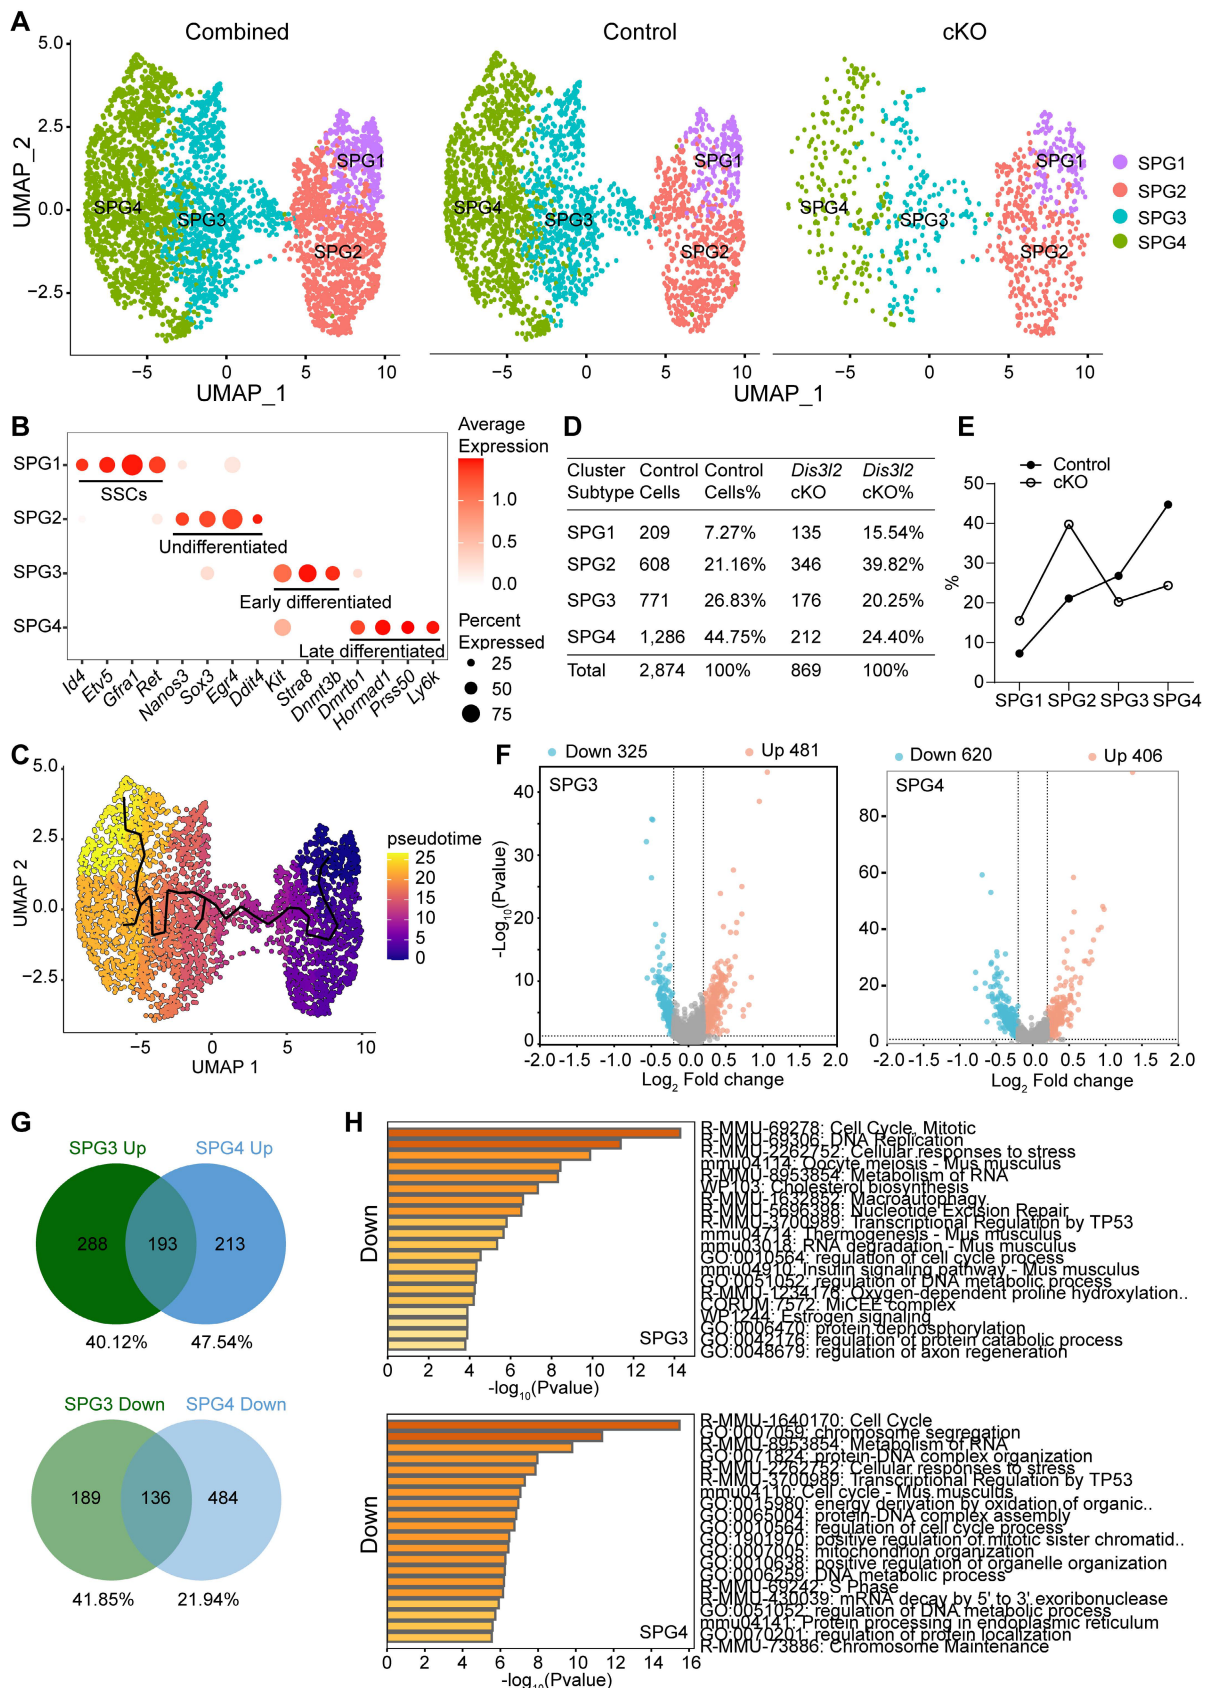 A
Combined
Control
cKO
5.0
2.5
0.0
−2.5
UMAP_2
SPG4
SPG3
SPG1
SPG2
SPG4
SPG3
SPG1
SPG2
SPG4
SPG3
SPG1
SPG2
SPG1
SPG2
SPG3
SPG4
−5 0 5 10
−5 0 5 10
−5 0 5 10
UMAP_1
UMAP_1
B
SPG1
SPG2
SPG3
SPG4
SSCs
Undifferentiated
Early differentiated
Late differentiated
Id4
Etv5
Gfra1
Ret
Nanos3
Sox3
Egr4
Ddit4
Kit
Stra8
Dnmt3b
Dmrtb1
Hormad1
Prss50
Ly6k
Average
Expression
1.0
0.5
0.0
Percent
Expressed
25
50
75
D
Cluster Control Control Dis3l2 Dis3l2
Subtype Cells Cells% cKO cKO%
SPG1 209 7.27% 135 15.54%
SPG2 608 21.16% 346 39.82%
SPG3 771 26.83% 176 20.25%
SPG4 1,286 44.75% 212 24.40%
Total 2,874 100% 869 100%
E
Control
cKO
50
40
30
20
10
0
%
SPG1 SPG2 SPG3 SPG4
C
5.0
2.5
0.0
−2.5
UMAP 2
−5 0 5 10
UMAP 1
pseudotime
25
20
15
10
5
0
F
Down 325 Up 481
SPG3
40
30
20
10
0
-Log10(Pvalue)
-2.0 -1.5 -1.0 -0.5 0.0 0.5 1.0 1.5 2.0
Log2 Fold change
Down 620 Up 406
SPG4
80
60
40
20
0
-2.0 -1.5 -1.0 -0.5 0.0 0.5 1.0 1.5 2.0
Log2 Fold change
G
SPG3 Up SPG4 Up
288 193 213
40.12% 47.54%
SPG3 Down SPG4 Down
189 136 484
41.85% 21.94%
H
Down
R-MMU-69278: Cell Cycle, Mitotic
R-MMU-69306: DNA Replication
R-MMU-2262752: Cellular responses to stress
mmu04114: Oocyte meiosis - Mus musculus
R-MMU-8953854: Metabolism of RNA
WP103: Cholesterol biosynthesis
R-MMU-1632852: Macroautophagy
R-MMU-5696398: Nucleotide Excision Repair
R-MMU-3700989: Transcriptional Regulation by TP53
mmu04714: Thermogenesis - Mus musculus
mmu03018: RNA degradation - Mus musculus
GO:0010564: regulation of cell cycle process
mmu04910: Insulin signaling pathway - Mus musculus
GO:0051052: regulation of DNA metabolic process
R-MMU-1234176: Oxygen-dependent proline hydroxylation..
CORUM:7572: MiCEE complex
WP1244: Estrogen signaling
GO:0006470: protein dephosphorylation
GO:0042176: regulation of protein catabolic process
GO:0048679: regulation of axon regeneration
SPG3
0 2 4 6 8 10 12 14
-log10(Pvalue)
Down
R-MMU-1640170: Cell Cycle
GO:0007059: chromosome segregation
R-MMU-8953854: Metabolism of RNA
GO:0071824: protein-DNA complex organization
R-MMU-2262752: Cellular responses to stress
R-MMU-3700989: Transcriptional Regulation by TP53
mmu04110: Cell cycle - Mus musculus
GO:0015980: energy derivation by oxidation of organic..
GO:0065004: protein-DNA complex assembly
GO:0010564: regulation of cell cycle process
GO:1901970: positive regulation of mitotic sister chromatid..
GO:0007005: mitochondrion organization
GO:0010638: positive regulation of organelle organization
GO:0006259: DNA metabolic process
R-MMU-69242: S Phase
R-MMU-430039: mRNA decay by 5' to 3' exoribonuclease
GO:0051052: regulation of DNA metabolic process
mmu04141: Protein processing in endoplasmic reticulum
GO:0070201: regulation of protein localization
R-MMU-73886: Chromosome Maintenance
SPG4
0 2 4 6 8 10 12 14 16
-log10(Pvalue)